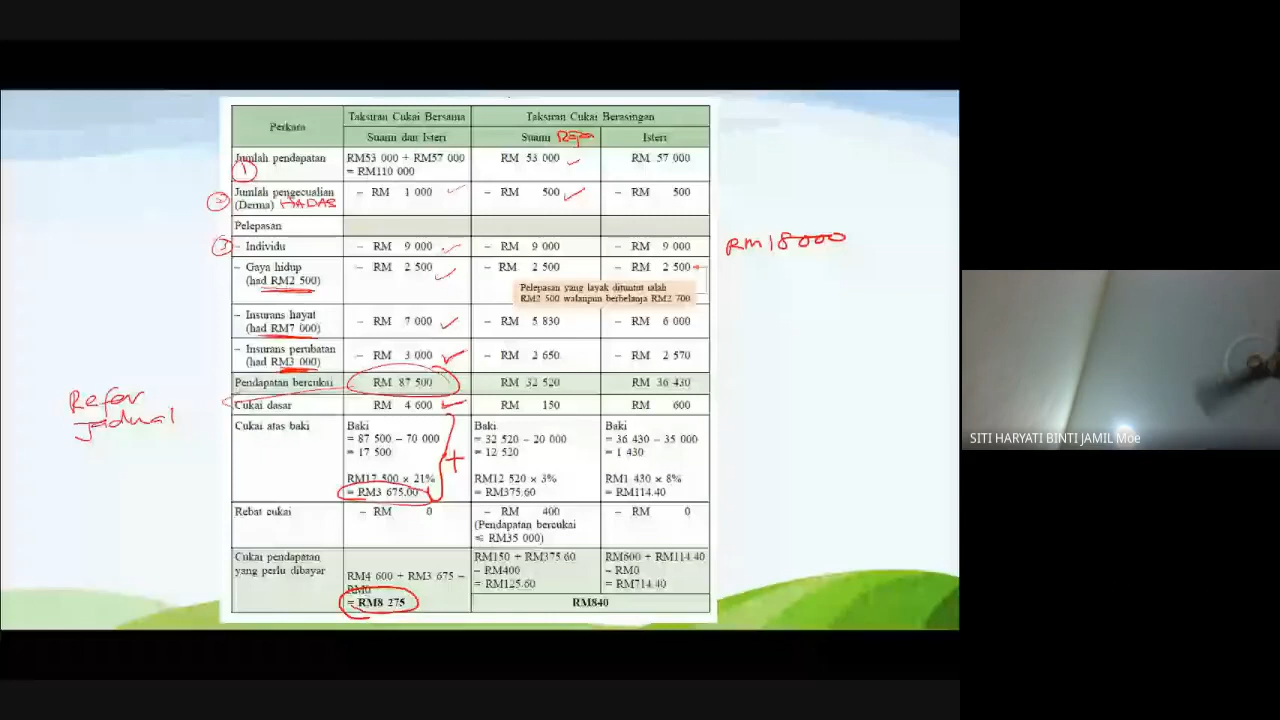 Perkara
Taksiran Cukai Bersama
Taksiran Cukai Berasingan
Suami dan Isteri
Suami
Isteri
Jumlah pendapatan
RM53 000 + RM57 000
= RM110 000
RM 53 000
RM 57 000
1
2
Jumlah pengecualian
(Derma) HADAS
– RM 1 000
– RM 500
– RM 500
Pelepasan
3
– Individu
– RM 9 000
– RM 9 000
– RM 9 000
RM18000
– Gaya hidup
(had RM2 500)
– RM 2 500
– RM 2 500
– RM 2 500
Pelepasan yang layak dituntut ialah
RM2 500 walaupun berbelanja RM2 700
– Insurans hayat
(had RM7 000)
– RM 7 000
– RM 5 830
– RM 6 000
– Insurans perubatan
(had RM3 000)
– RM 3 000
– RM 2 650
– RM 2 570
Pendapatan bercukai
RM 87 500
RM 32 520
RM 36 430
Refer
Jadual
Cukai dasar
RM 4 600
RM 150
RM 600
Cukai atas baki
Baki
= 87 500 – 70 000
= 17 500
RM17 500 × 21%
= RM3 675.00
+
Baki
= 32 520 – 20 000
= 12 520
RM12 520 × 3%
= RM375.60
Baki
= 36 430 – 35 000
= 1 430
RM1 430 × 8%
= RM114.40
Rebat cukai
– RM 0
– RM 400
(Pendapatan bercukai
≤ RM35 000)
– RM 0
Cukai pendapatan
yang perlu dibayar
RM4 600 + RM3 675 –
RM0
= RM8 275
RM150 + RM375.60
– RM400
= RM125.60
RM600 + RM114.40
– RM0
= RM714.40
RM840
SITI HARYATI BINTI JAMIL Moe